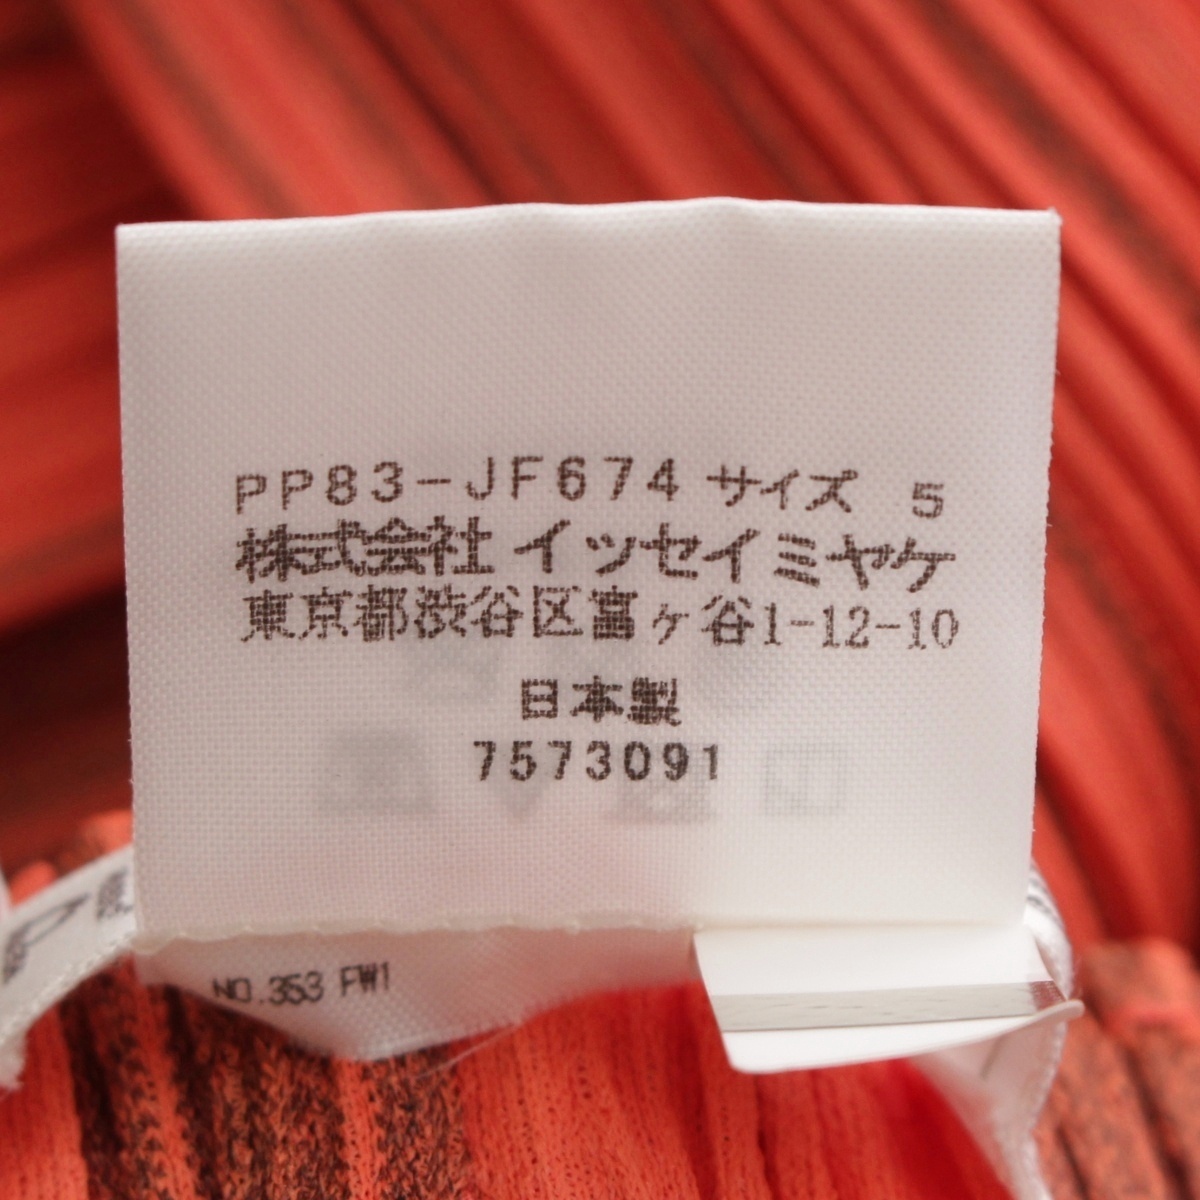 PP83-JF674 サイズ 5
株式会社 イッセイミヤケ
東京都渋谷区富ヶ谷1-12-10
日本製
7573091
NO.353 FW1